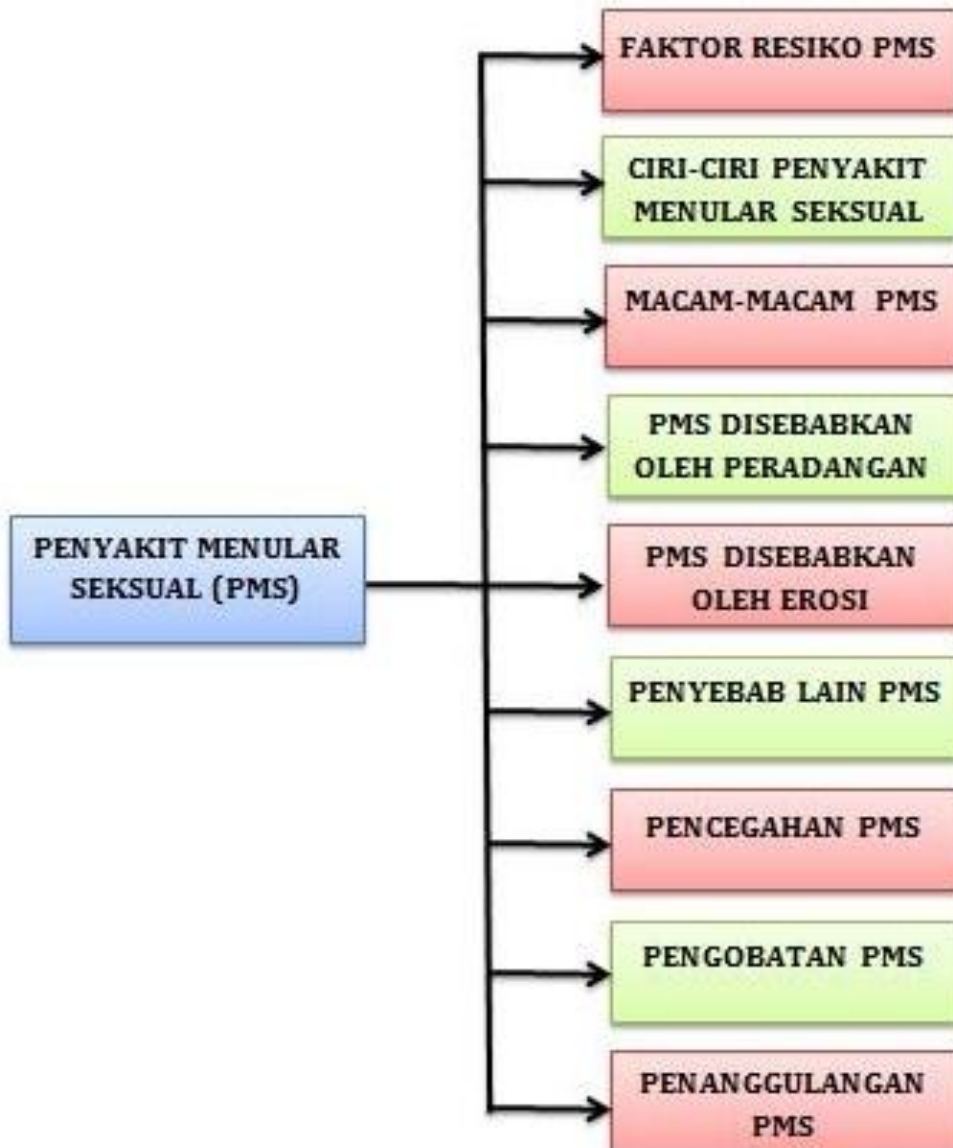 PENYAKIT MENULAR
SEKSUAL (PMS)
FAKTOR RESIKO PMS
CIRI-CIRI PENYAKIT
MENULAR SEKSUAL
MACAM-MACAM PMS
PMS DISEBABKAN
OLEH PERADANGAN
PMS DISEBABKAN
OLEH EROSI
PENYEBAB LAIN PMS
PENCEGAHAN PMS
PENGOBATAN PMS
PENANGGULANGAN
PMS